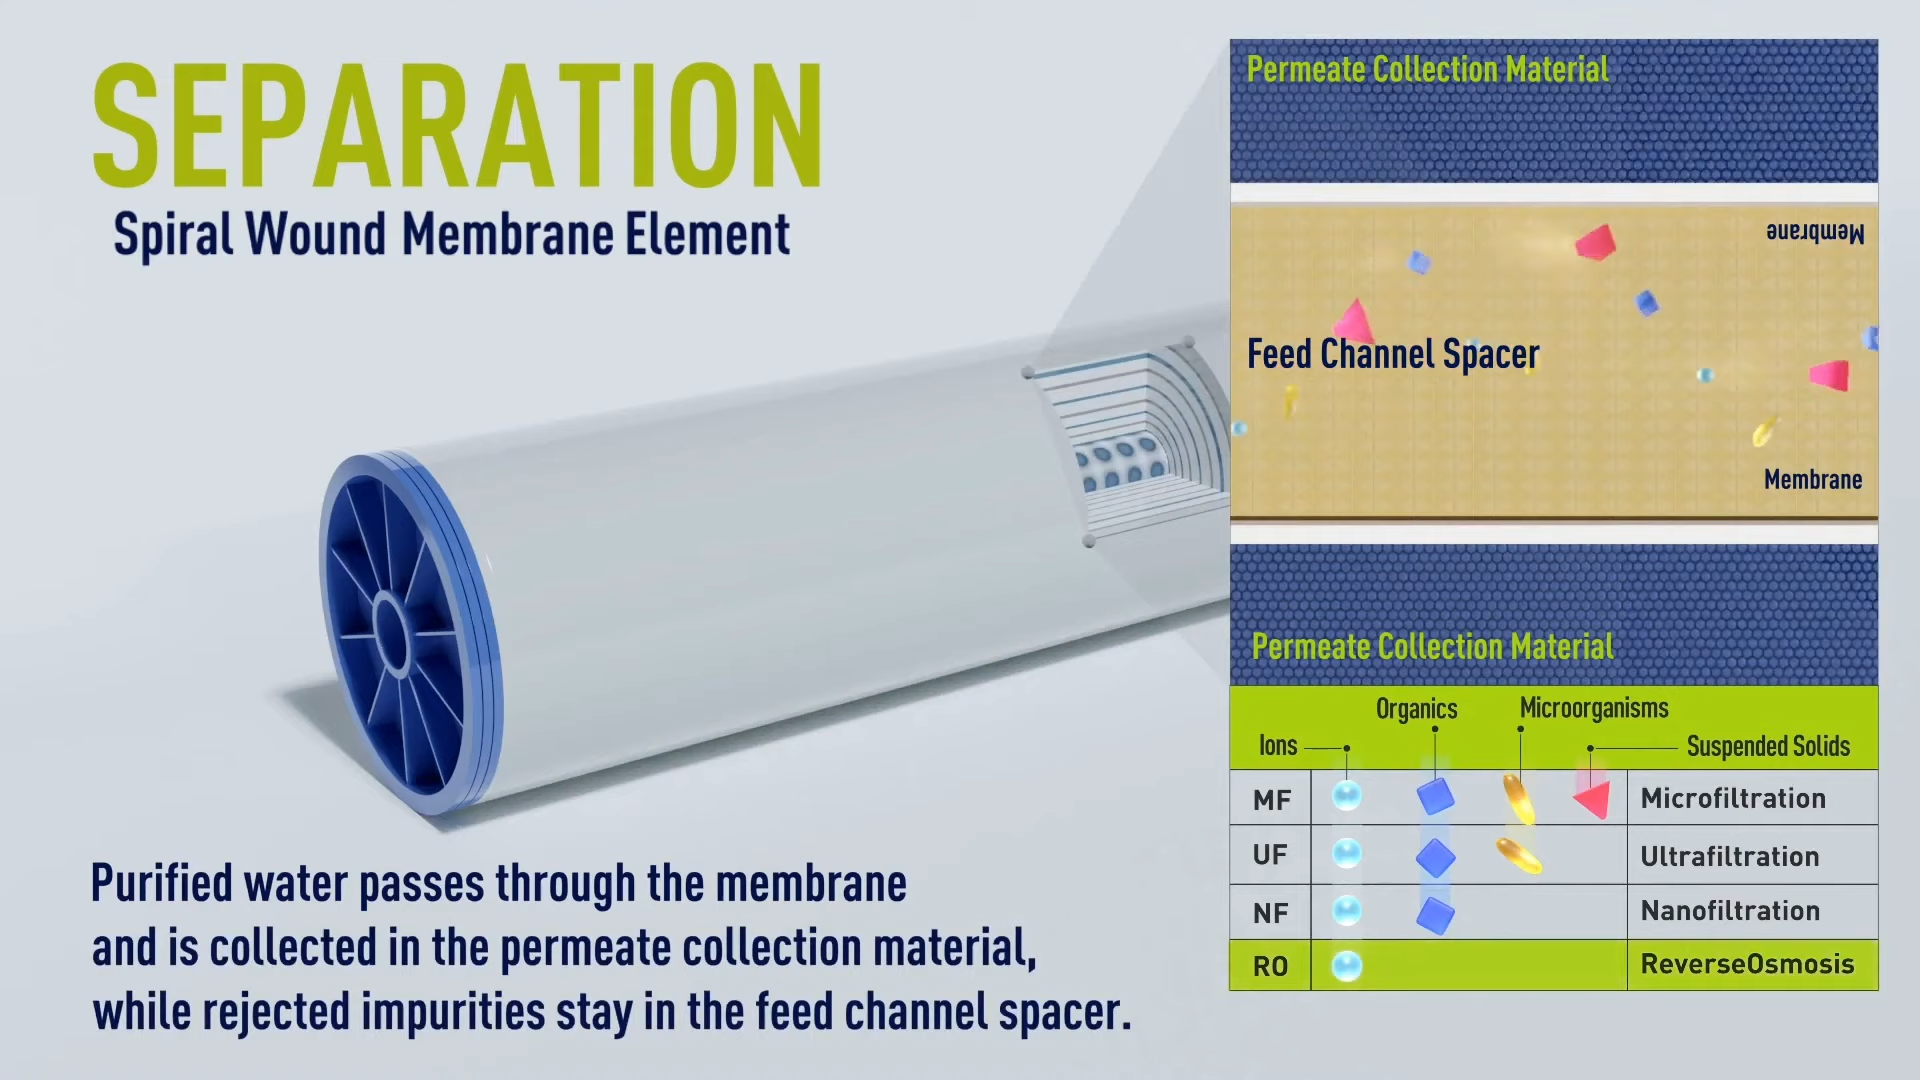 SEPARATION
Spiral Wound Membrane Element
Purified water passes through the membrane
and is collected in the permeate collection material,
while rejected impurities stay in the feed channel spacer.
Permeate Collection Material
Membrane
Feed Channel Spacer
Membrane
Permeate Collection Material
Organics
Microorganisms
Ions
Suspended Solids
MF Microfiltration
UF Ultrafiltration
NF Nanofiltration
RO ReverseOsmosis